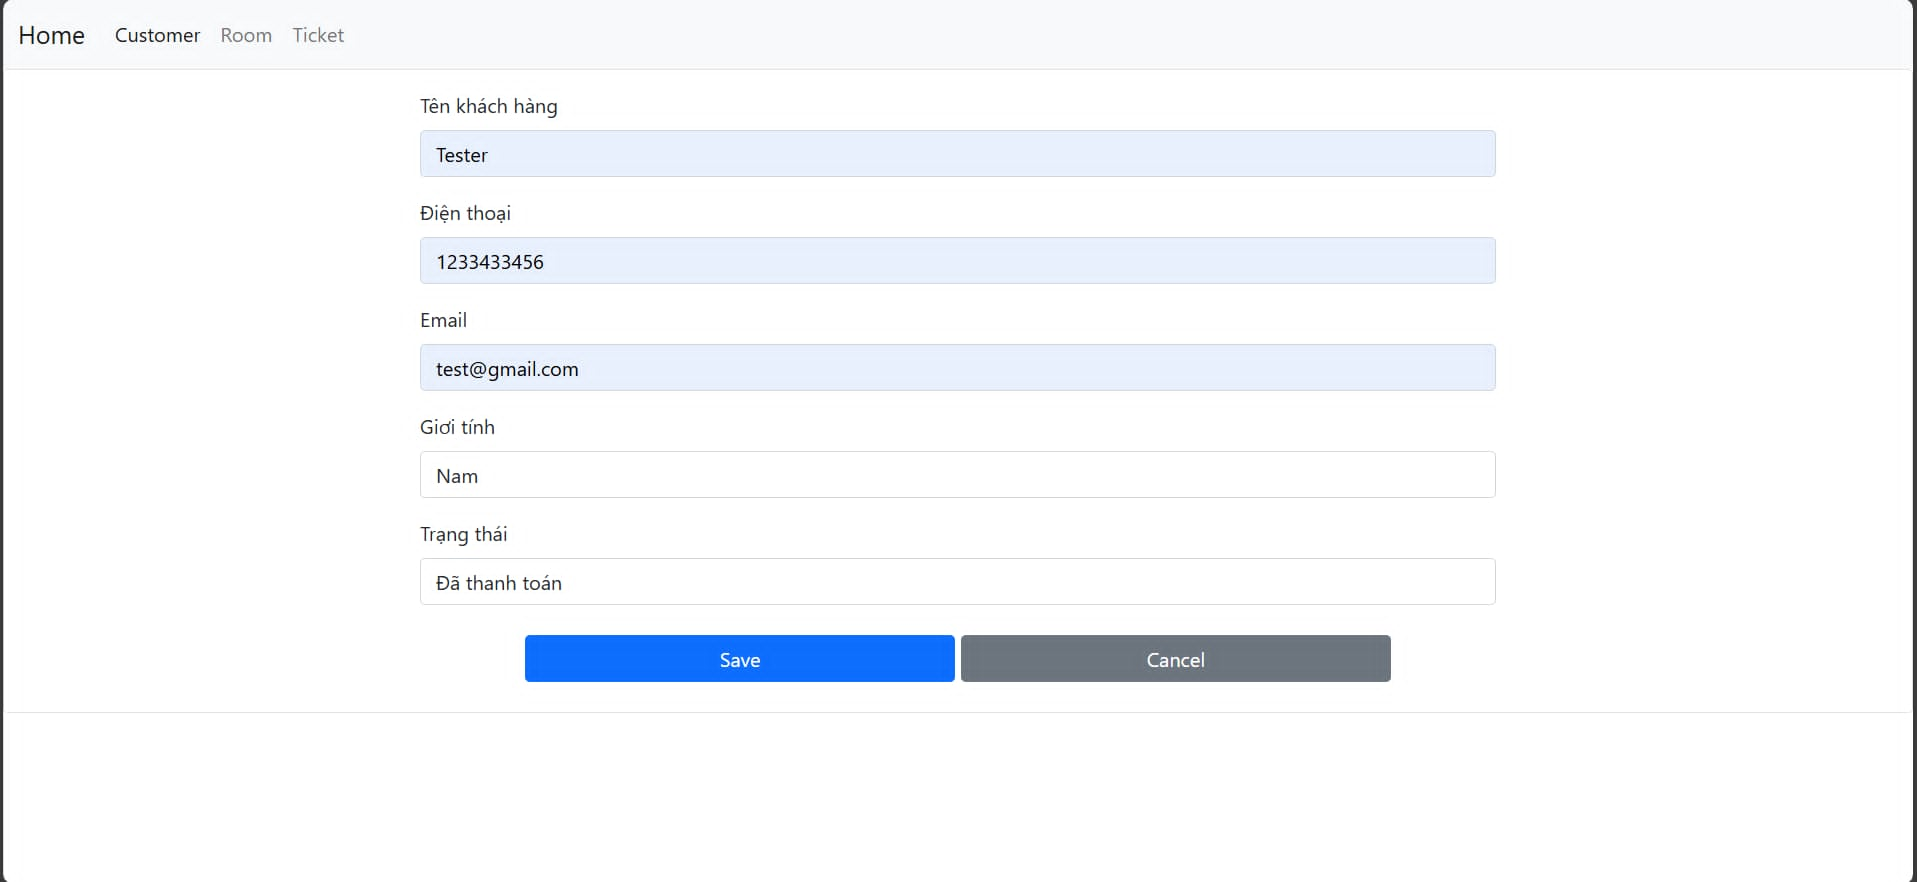 Home Customer Room Ticket
Tên khách hàng
Tester
Điện thoại
1233433456
Email
test@gmail.com
Giơi tính
Nam
Trạng thái
Đã thanh toán
Save Cancel